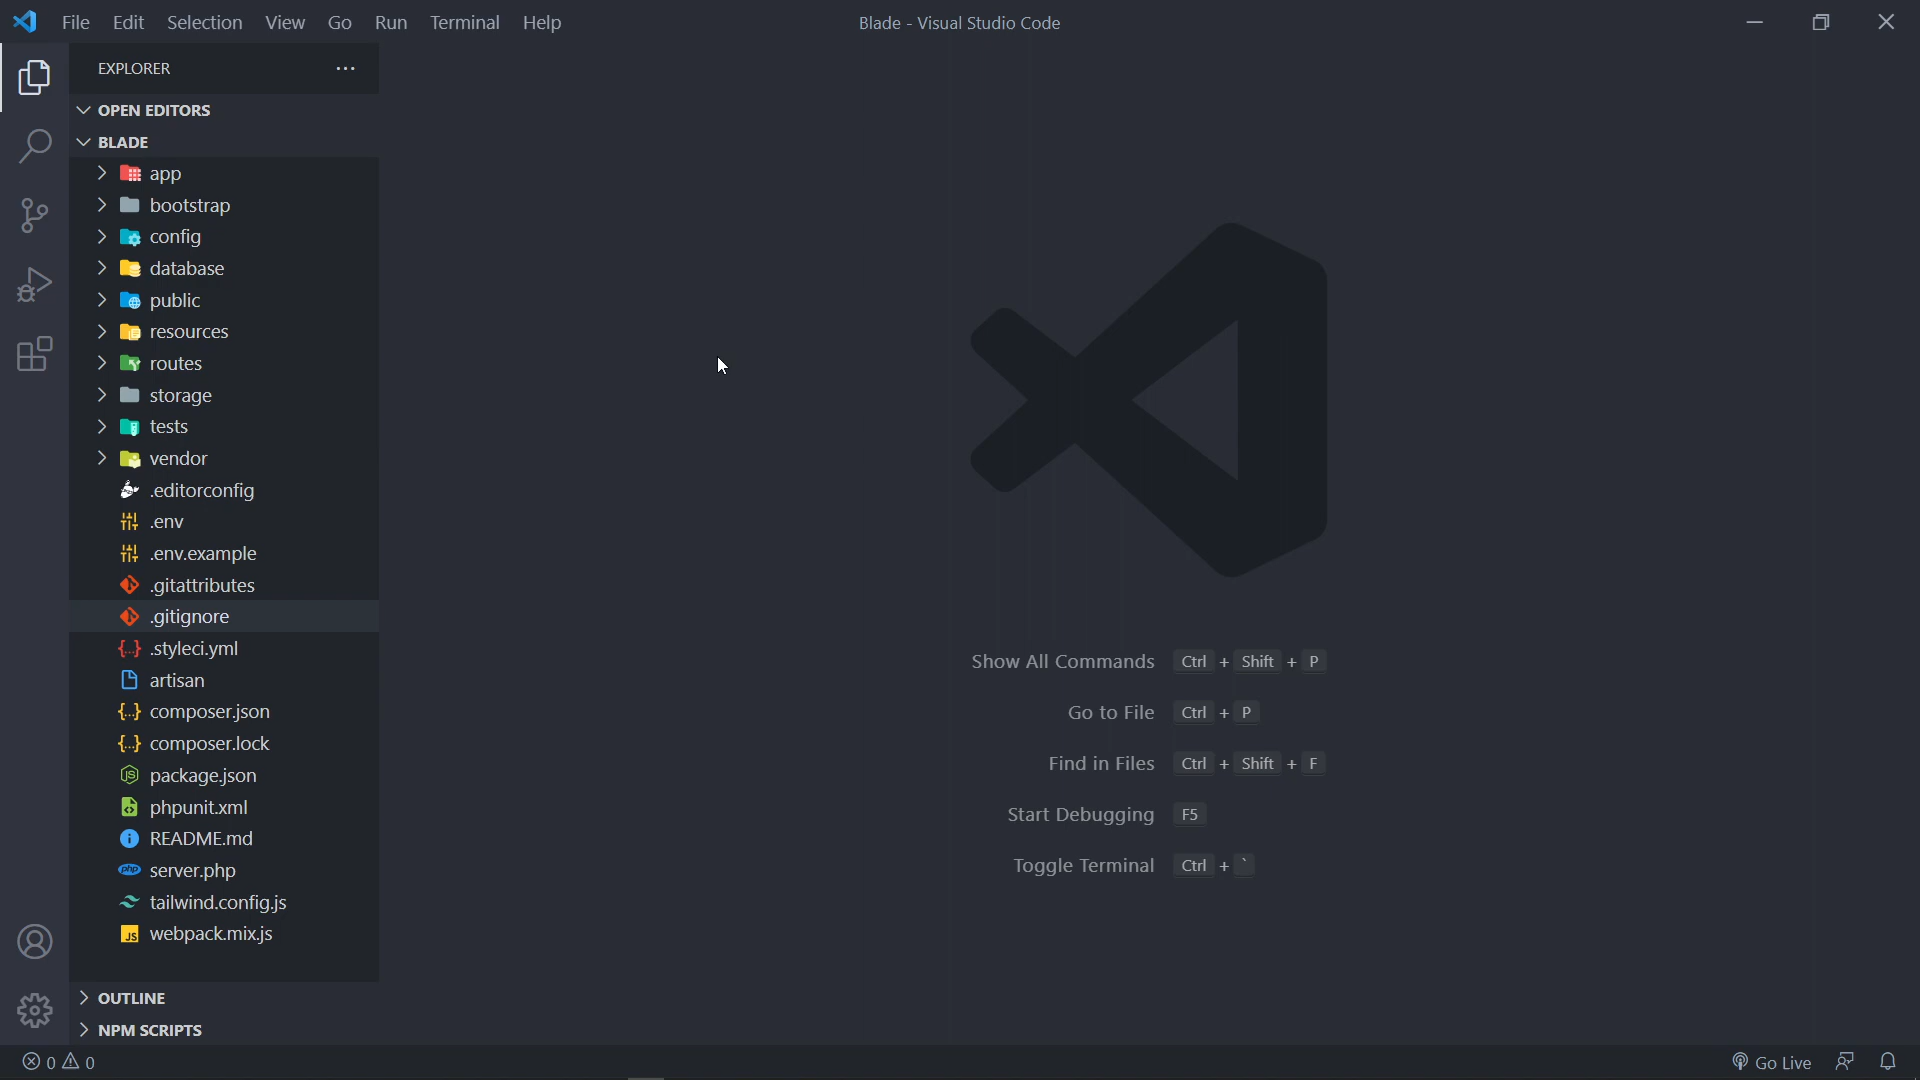 File Edit Selection View Go Run Terminal Help
Blade - Visual Studio Code
EXPLORER
OPEN EDITORS
BLADE
app
bootstrap
config
database
public
resources
routes
storage
tests
vendor
.editorconfig
.env
.env.example
.gitattributes
.gitignore
.styleci.yml
artisan
composer.json
composer.lock
package.json
phpunit.xml
README.md
server.php
tailwind.config.js
webpack.mix.js
OUTLINE
NPM SCRIPTS
Show All Commands Ctrl + Shift + P
Go to File Ctrl + P
Find in Files Ctrl + Shift + F
Start Debugging F5
Toggle Terminal Ctrl + `
0 0
Go Live